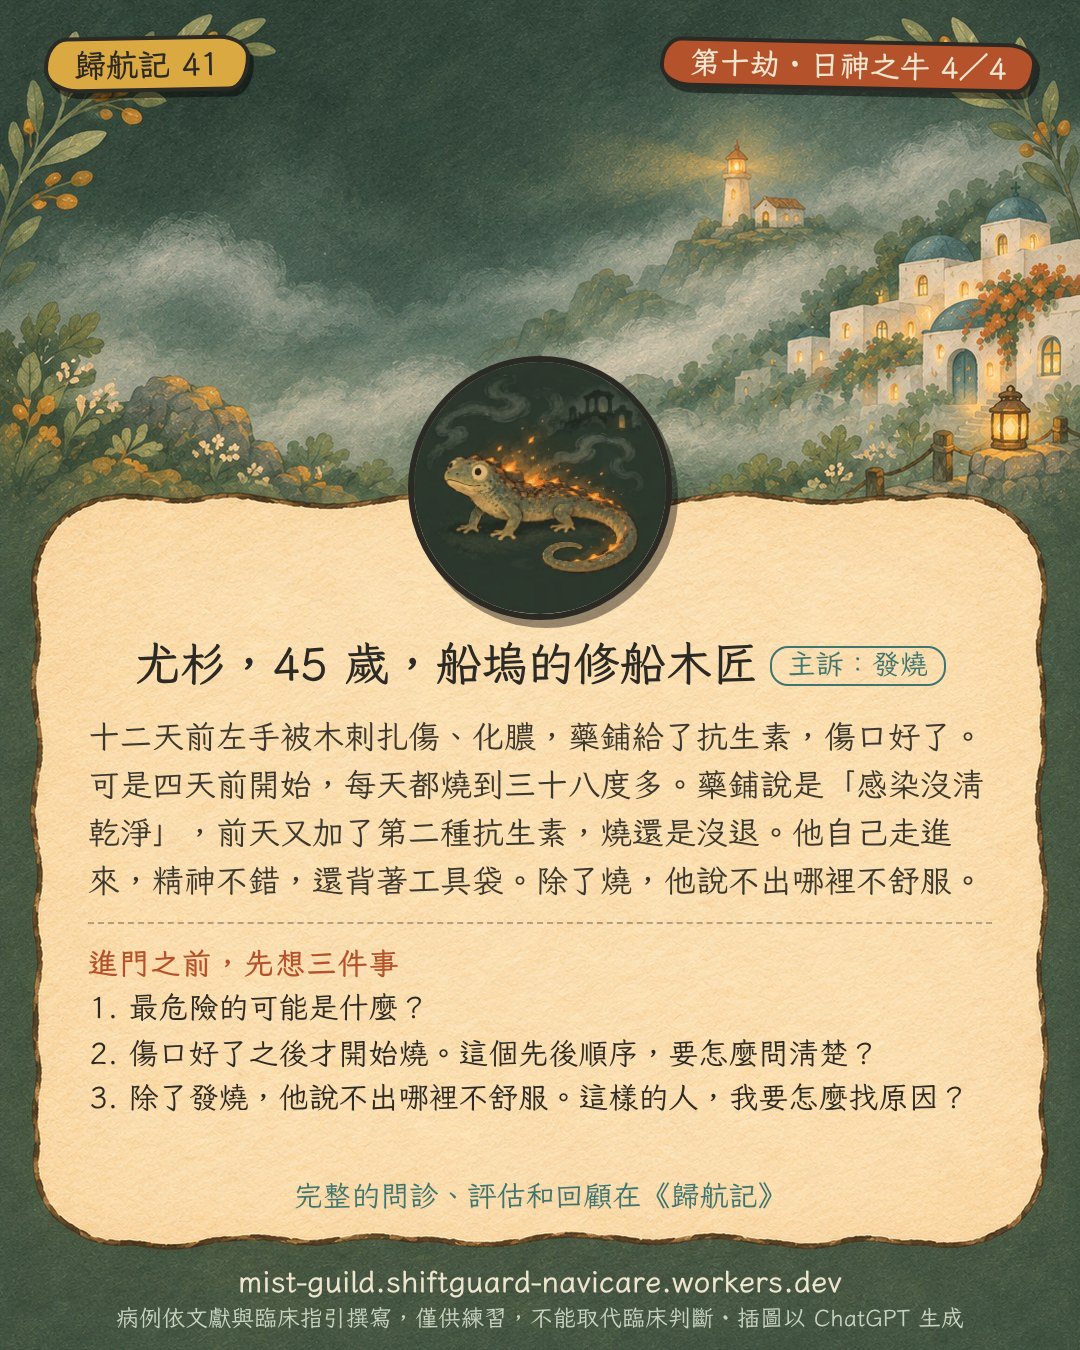 歸航記 41
第十劫・日神之牛 4／4
尤杉，45 歲，船塢的修船木匠
主訴：發燒
十二天前左手被木刺扎傷、化膿，藥鋪給了抗生素，傷口好了。
可是四天前開始，每天都燒到三十八度多。藥鋪說是「感染沒清
乾淨」，前天又加了第二種抗生素，燒還是沒退。他自己走進
來，精神不錯，還背著工具袋。除了燒，他說不出哪裡不舒服。
進門之前，先想三件事
1. 最危險的可能是什麼？
2. 傷口好了之後才開始燒。這個先後順序，要怎麼問清楚？
3. 除了發燒，他說不出哪裡不舒服。這樣的人，我要怎麼找原因？
完整的問診、評估和回顧在《歸航記》
mist-guild.shiftguard-navicare.workers.dev
病例依文獻與臨床指引撰寫，僅供練習，不能取代臨床判斷・插圖以 ChatGPT 生成